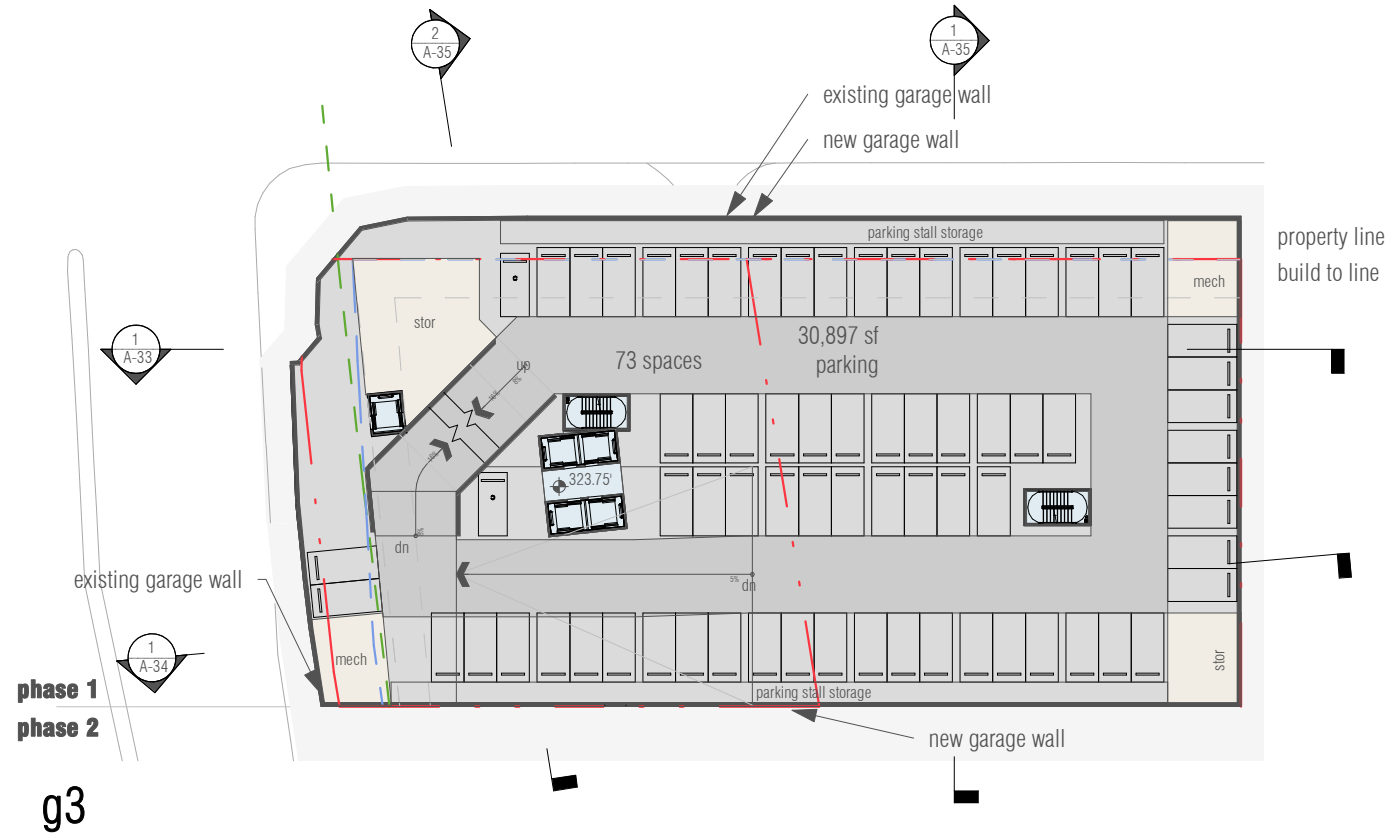 2
A-35
1
A-35
existing garage wall
new garage wall
parking stall storage
property line
build to line
mech
stor
30,897 sf
parking
73 spaces
up
1
A-33
323.75'
dn
5%
dn
existing garage wall
mech
stor
1
A-34
phase 1
parking stall storage
phase 2
new garage wall
g3